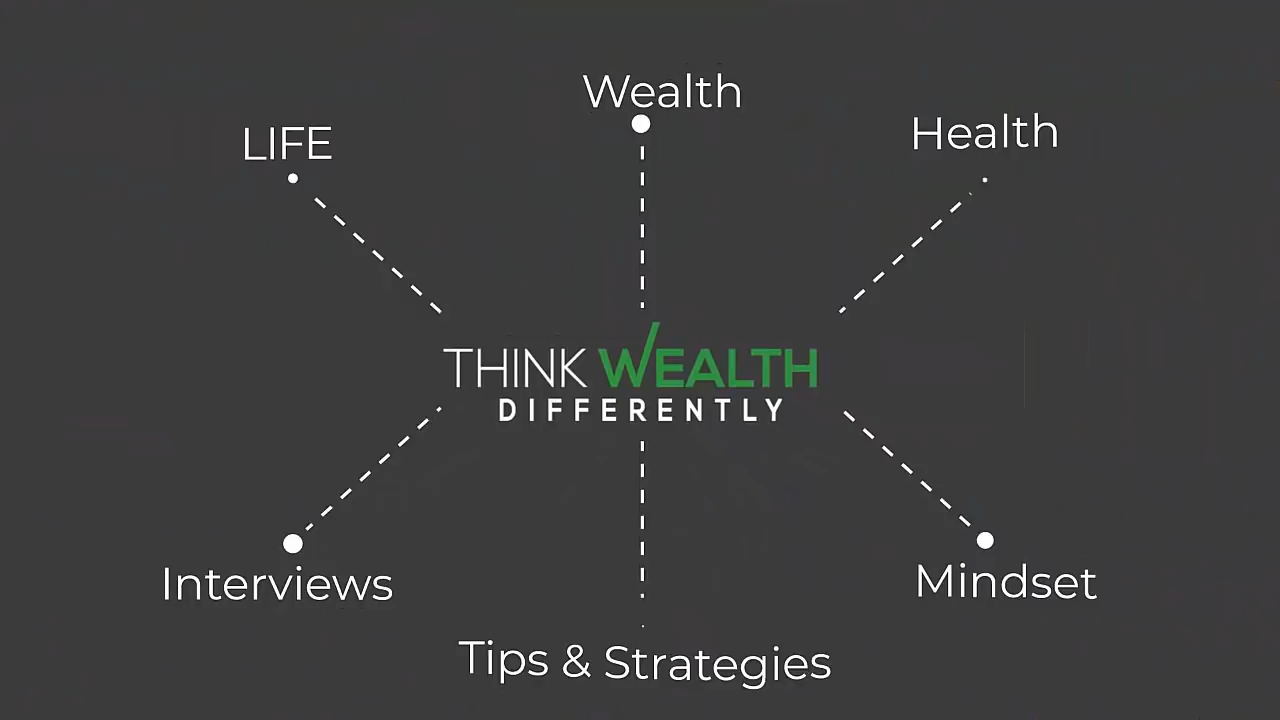 Wealth
LIFE
Health
THINK WEALTH
DIFFERENTLY
Interviews
Mindset
Tips & Strategies